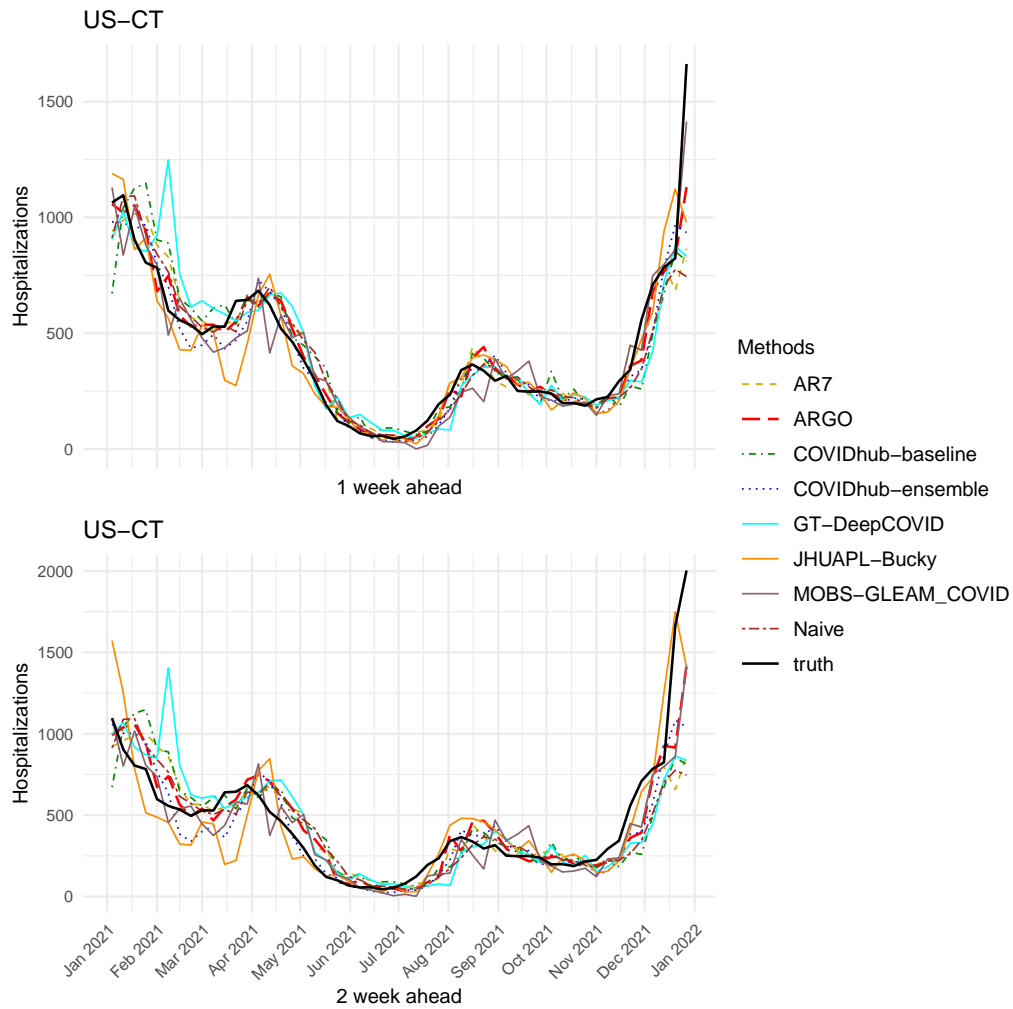 US−CT
1500
1000
500
0
Hospitalizations
1 week ahead
US−CT
2000
1500
1000
500
0
Hospitalizations
Jan 2021
Feb 2021
Mar 2021
Apr 2021
May 2021
Jun 2021
Jul 2021
Aug 2021
Sep 2021
Oct 2021
Nov 2021
Dec 2021
Jan 2022
2 week ahead
Methods
AR7
ARGO
COVIDhub−baseline
COVIDhub−ensemble
GT−DeepCOVID
JHUAPL−Bucky
MOBS−GLEAM_COVID
Naive
truth